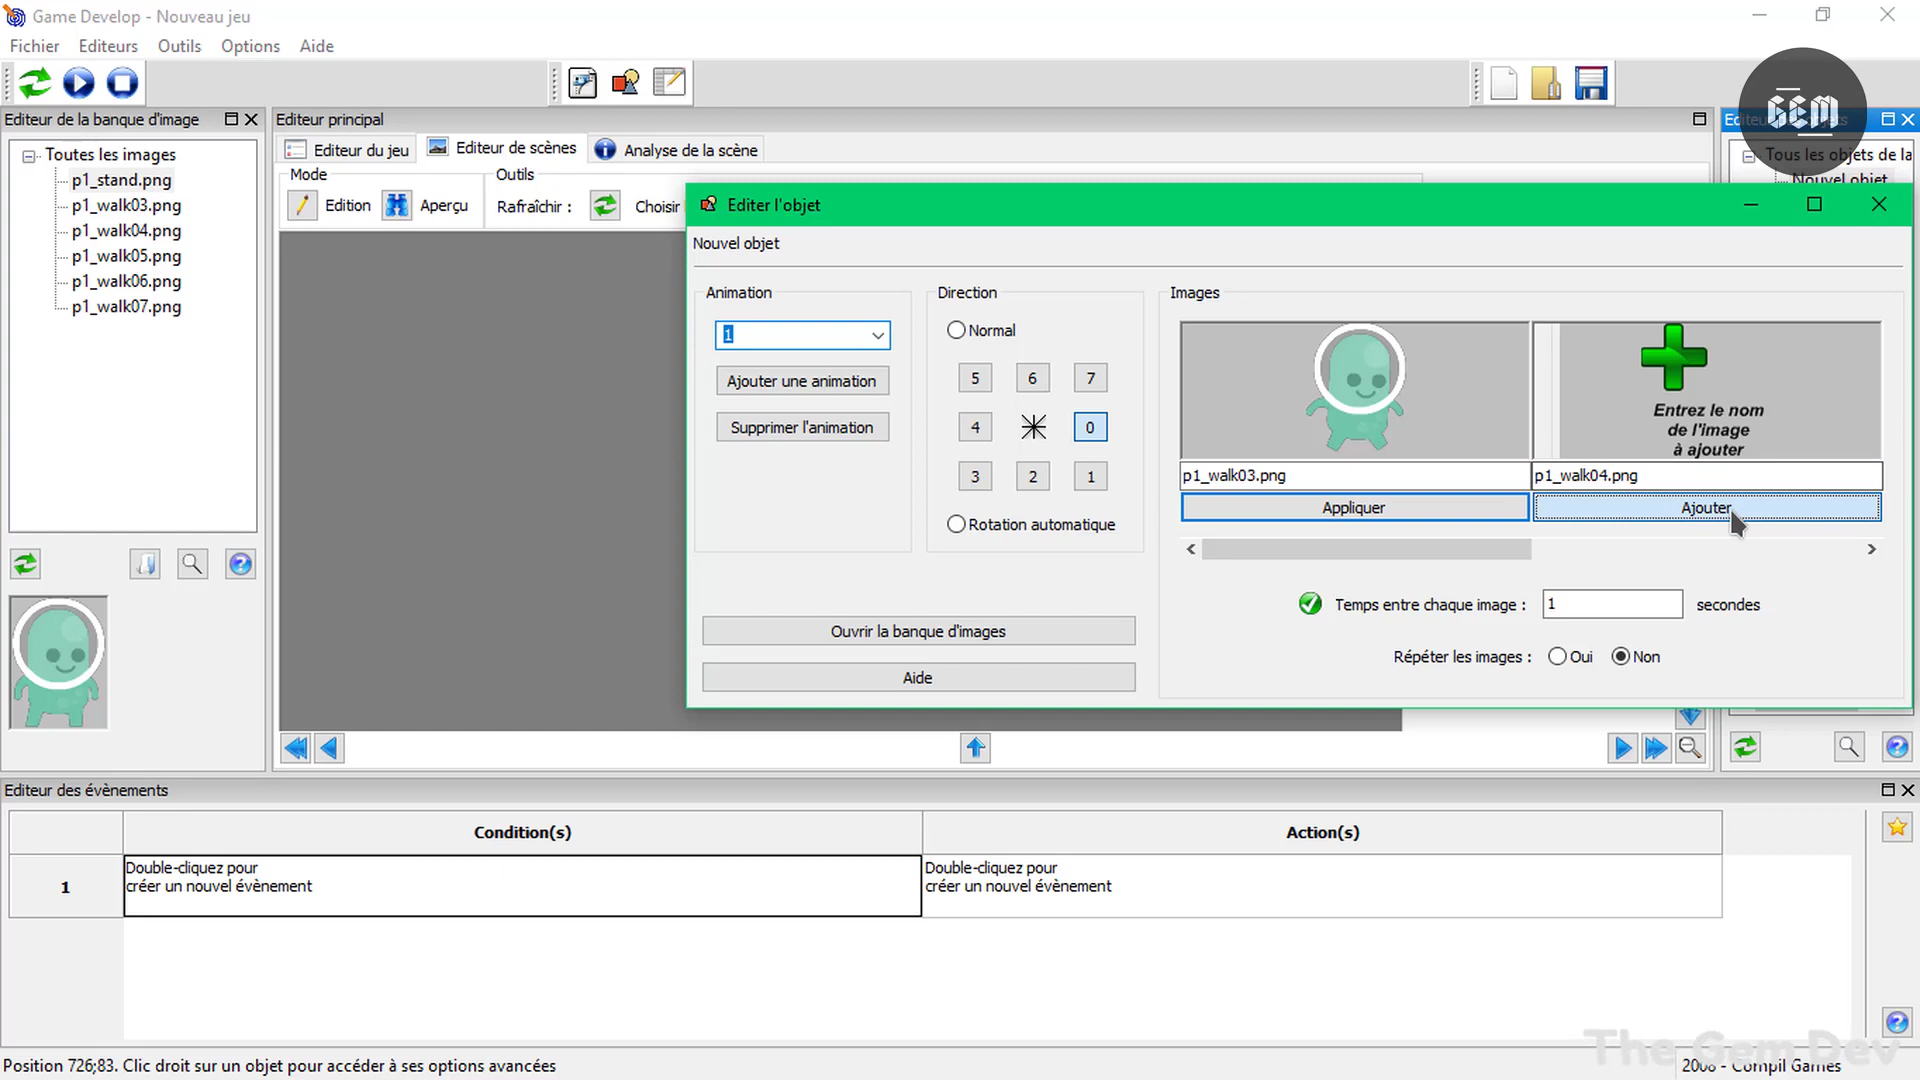 Game Develop - Nouveau jeu
Fichier
Editeurs
Outils
Options
Aide
GEM
Editeur de la banque d'image
Toutes les images
p1_stand.png
p1_walk03.png
p1_walk04.png
p1_walk05.png
p1_walk06.png
p1_walk07.png
Editeur principal
Editeur du jeu
Editeur de scènes
Analyse de la scène
Mode
Edition
Aperçu
Outils
Rafraîchir :
Choisir
Tous les objets de la
Nouvel objet
Editer l'objet
Nouvel objet
Animation
1
Ajouter une animation
Supprimer l'animation
Direction
Normal
5 6 7
4 0
3 2 1
Rotation automatique
Images
Entrez le nom
de l'image
à ajouter
p1_walk03.png
p1_walk04.png
Appliquer
Ajouter
Temps entre chaque image : 1 secondes
Répéter les images : Oui Non
Ouvrir la banque d'images
Aide
Editeur des évènements
Condition(s)
Action(s)
1
Double-cliquez pour
créer un nouvel évènement
Double-cliquez pour
créer un nouvel évènement
The Gem Dev
Position 726;83. Clic droit sur un objet pour accéder à ses options avancées
2008 - Compil Games